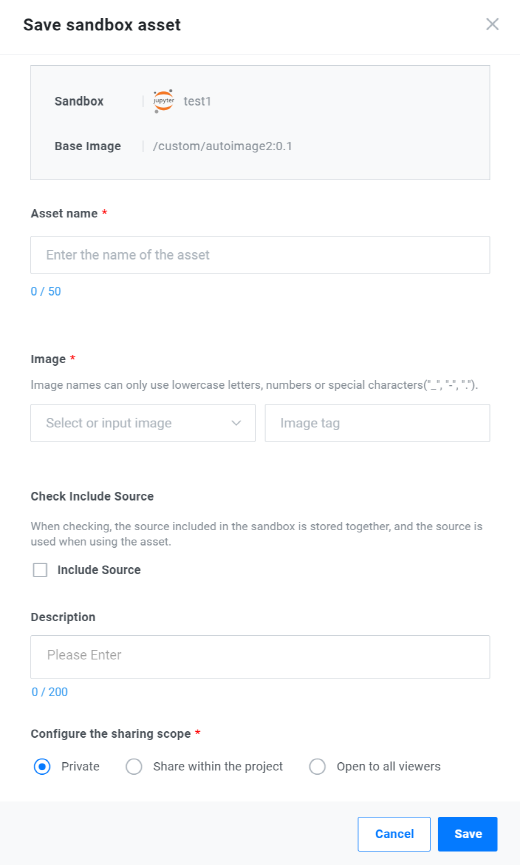 Save sandbox asset
Sandbox jupyter test1
Base Image /custom/autoimage2:0.1
Asset name *
Enter the name of the asset
0 / 50
Image *
Image names can only use lowercase letters, numbers or special characters("_", "-", ".").
Select or input image Image tag
Check Include Source
When checking, the source included in the sandbox is stored together, and the source is
used when using the asset.
Include Source
Description
Please Enter
0 / 200
Configure the sharing scope *
Private Share within the project Open to all viewers
Cancel Save